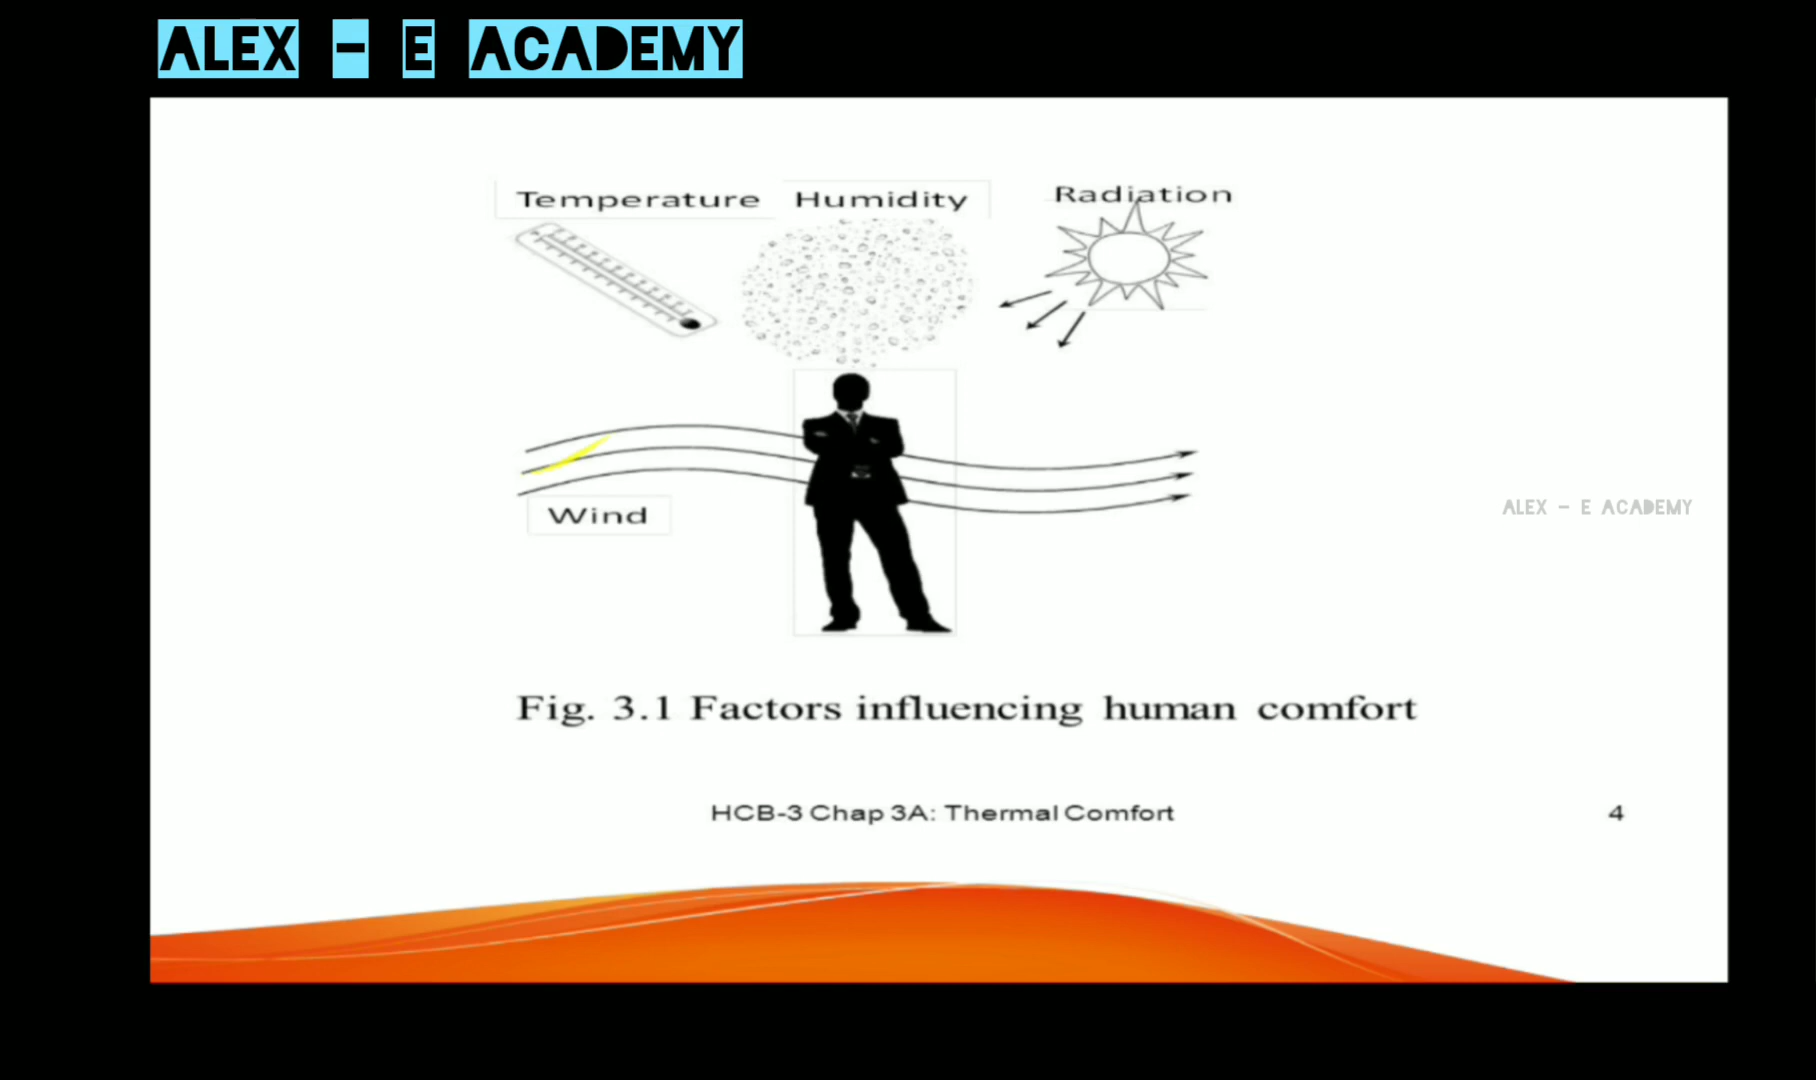 ALEX - E ACADEMY
Temperature Humidity Radiation
Wind
ALEX - E ACADEMY
Fig. 3.1 Factors influencing human comfort
HCB-3 Chap 3A: Thermal Comfort 4